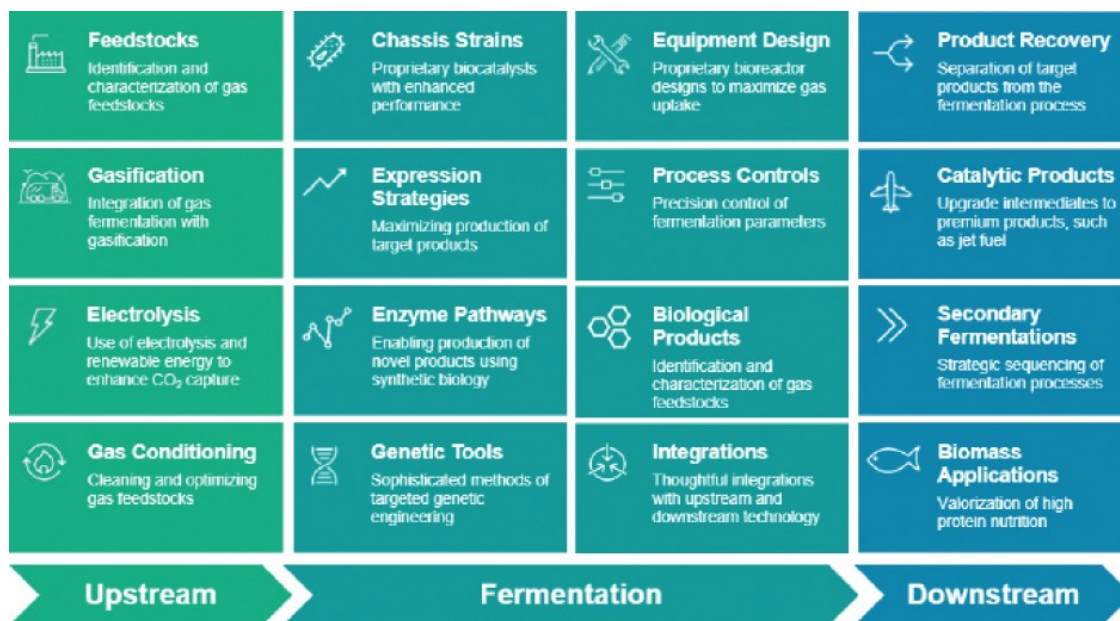 Feedstocks
Identification and
characterization of gas
feedstocks
Chassis Strains
Proprietary biocatalysts
with enhanced
performance
Equipment Design
Proprietary bioreactor
designs to maximize gas
uptake
Product Recovery
Separation of target
products from the
fermentation process
Gasification
Integration of gas
fermentation with
gasification
Expression
Strategies
Maximizing production of
target products
Process Controls
Precision control of
fermentation parameters
Catalytic Products
Upgrade intermediates to
premium products, such
as jet fuel
Electrolysis
Use of electrolysis and
renewable energy to
enhance CO₂ capture
Enzyme Pathways
Enabling production of
novel products using
synthetic biology
Biological
Products
Identification and
characterization of gas
feedstocks
Secondary
Fermentations
Strategic sequencing of
fermentation processes
Gas Conditioning
Cleaning and optimizing
gas feedstocks
Genetic Tools
Sophisticated methods of
targeted genetic
engineering
Integrations
Thoughtful integrations
with upstream and
downstream technology
Biomass
Applications
Valorization of high
protein nutrition
Upstream
Fermentation
Downstream